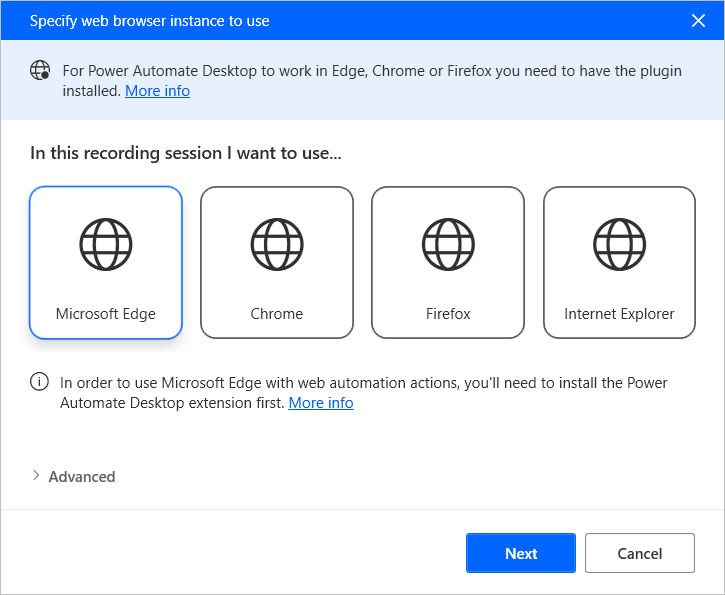 Specify web browser instance to use
For Power Automate Desktop to work in Edge, Chrome or Firefox you need to have the plugin
installed. More info
In this recording session I want to use...
Microsoft Edge
Chrome
Firefox
Internet Explorer
In order to use Microsoft Edge with web automation actions, you'll need to install the Power
Automate Desktop extension first. More info
Advanced
Next
Cancel